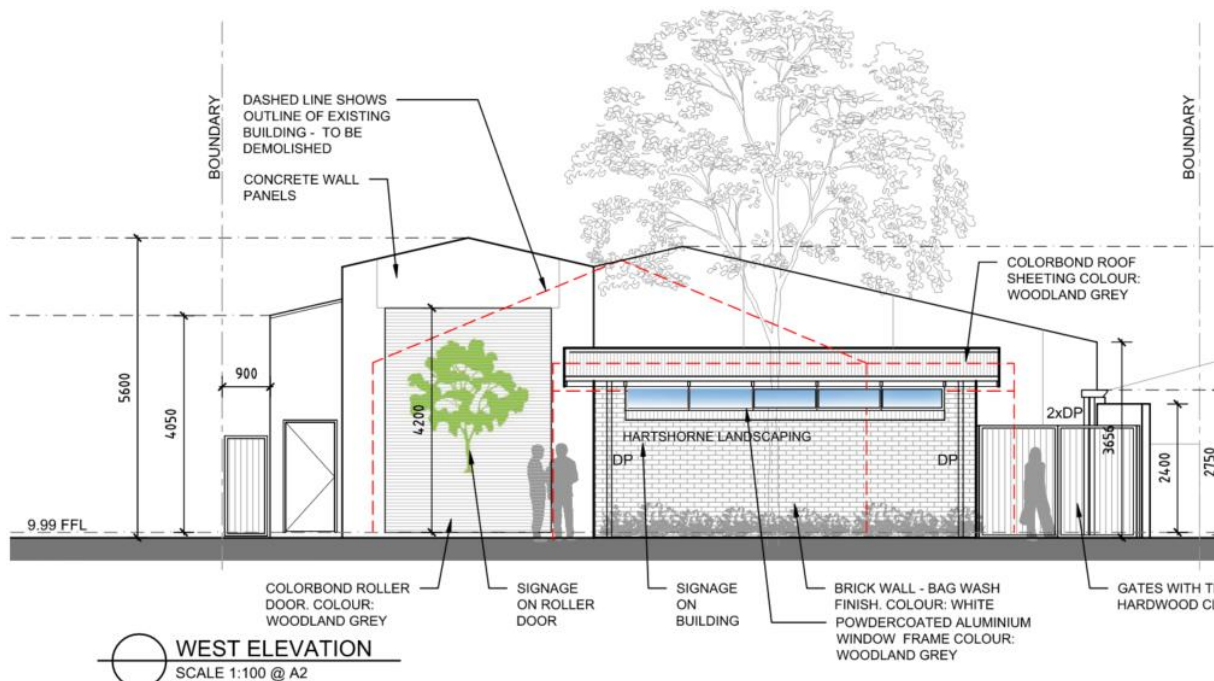 DASHED LINE SHOWS
OUTLINE OF EXISTING
BUILDING - TO BE
DEMOLISHED
CONCRETE WALL
PANELS
BOUNDARY
BOUNDARY
COLORBOND ROOF
SHEETING COLOUR:
WOODLAND GREY
900
5600
4050
4200
HARTSHORNE LANDSCAPING
DP
DP
2xDP
3656
2400
2750
9.99 FFL
COLORBOND ROLLER
DOOR. COLOUR:
WOODLAND GREY
SIGNAGE
ON ROLLER
DOOR
SIGNAGE
ON
BUILDING
BRICK WALL - BAG WASH
FINISH. COLOUR: WHITE
POWDERCOATED ALUMINIUM
WINDOW FRAME COLOUR:
WOODLAND GREY
GATES WITH
HARDWOOD
WEST ELEVATION
SCALE 1:100 @ A2